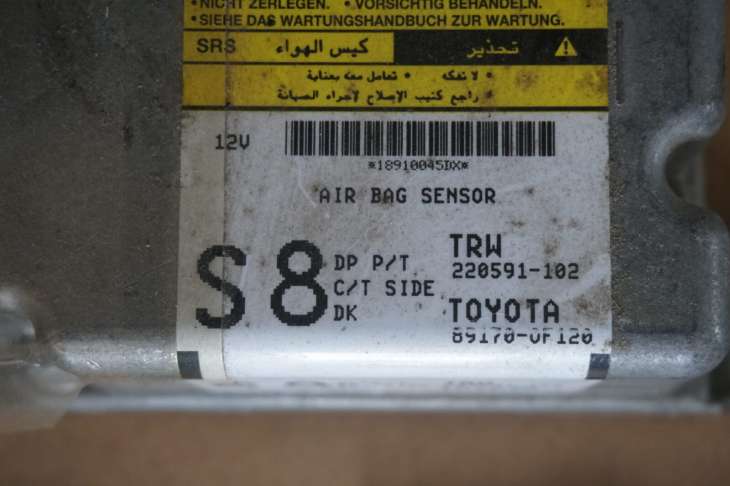 •NICHT ZERLEGEN. •VORSICHTIG BEHANDELN.
•SIEHE DAS WARTUNGSHANDBUCH ZUR WARTUNG.
SRS كيس الهواء تحذير
• لا تفكه • تعامل معه بعناية
• راجع كتيب الإصلاح لاجراء الصيانة
12V
*18910045DX*
AIR BAG SENSOR
S8
DP P/T
C/T SIDE
DK
TRW
220591-102
TOYOTA
89170-0F120